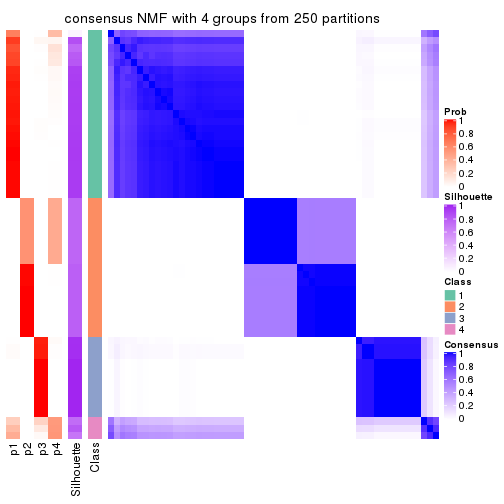 consensus NMF with 4 groups from 250 partitions
Prob
1
0.8
0.6
0.4
0.2
0
Silhouette
1
0.8
0.6
0.4
0.2
0
Class
1
2
3
4
Consensus
1
0.8
0.6
0.4
0.2
0
p1
p2
p3
p4
Silhouette
Class